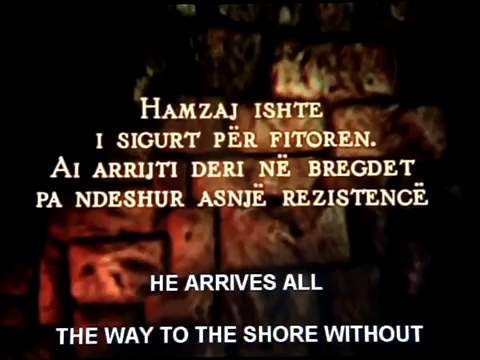 Hamzaj ishte
i sigurt për fitoren.
Ai arrijti deri në bregdet
pa ndeshur asnjë rezistencë
HE ARRIVES ALL
THE WAY TO THE SHORE WITHOUT